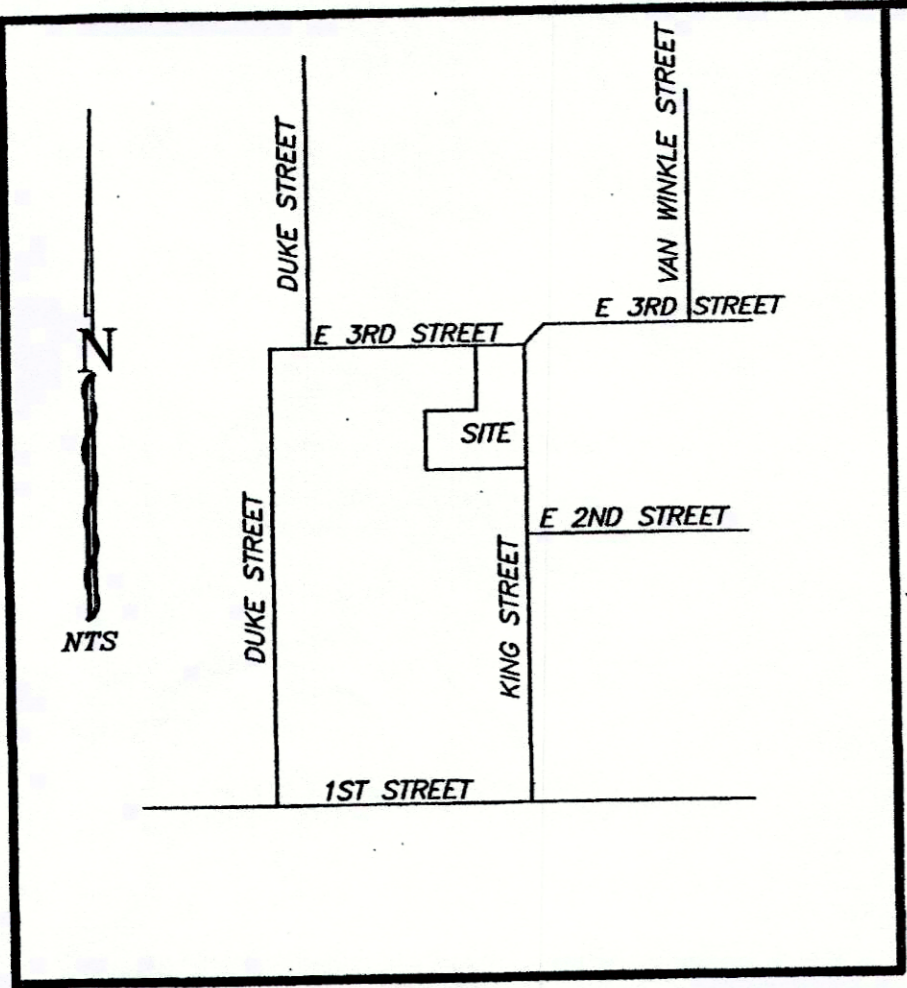 VAN WINKLE STREET
DUKE STREET
E 3RD STREET
E 3RD STREET
N
SITE
E 2ND STREET
DUKE STREET
KING STREET
NTS
1ST STREET